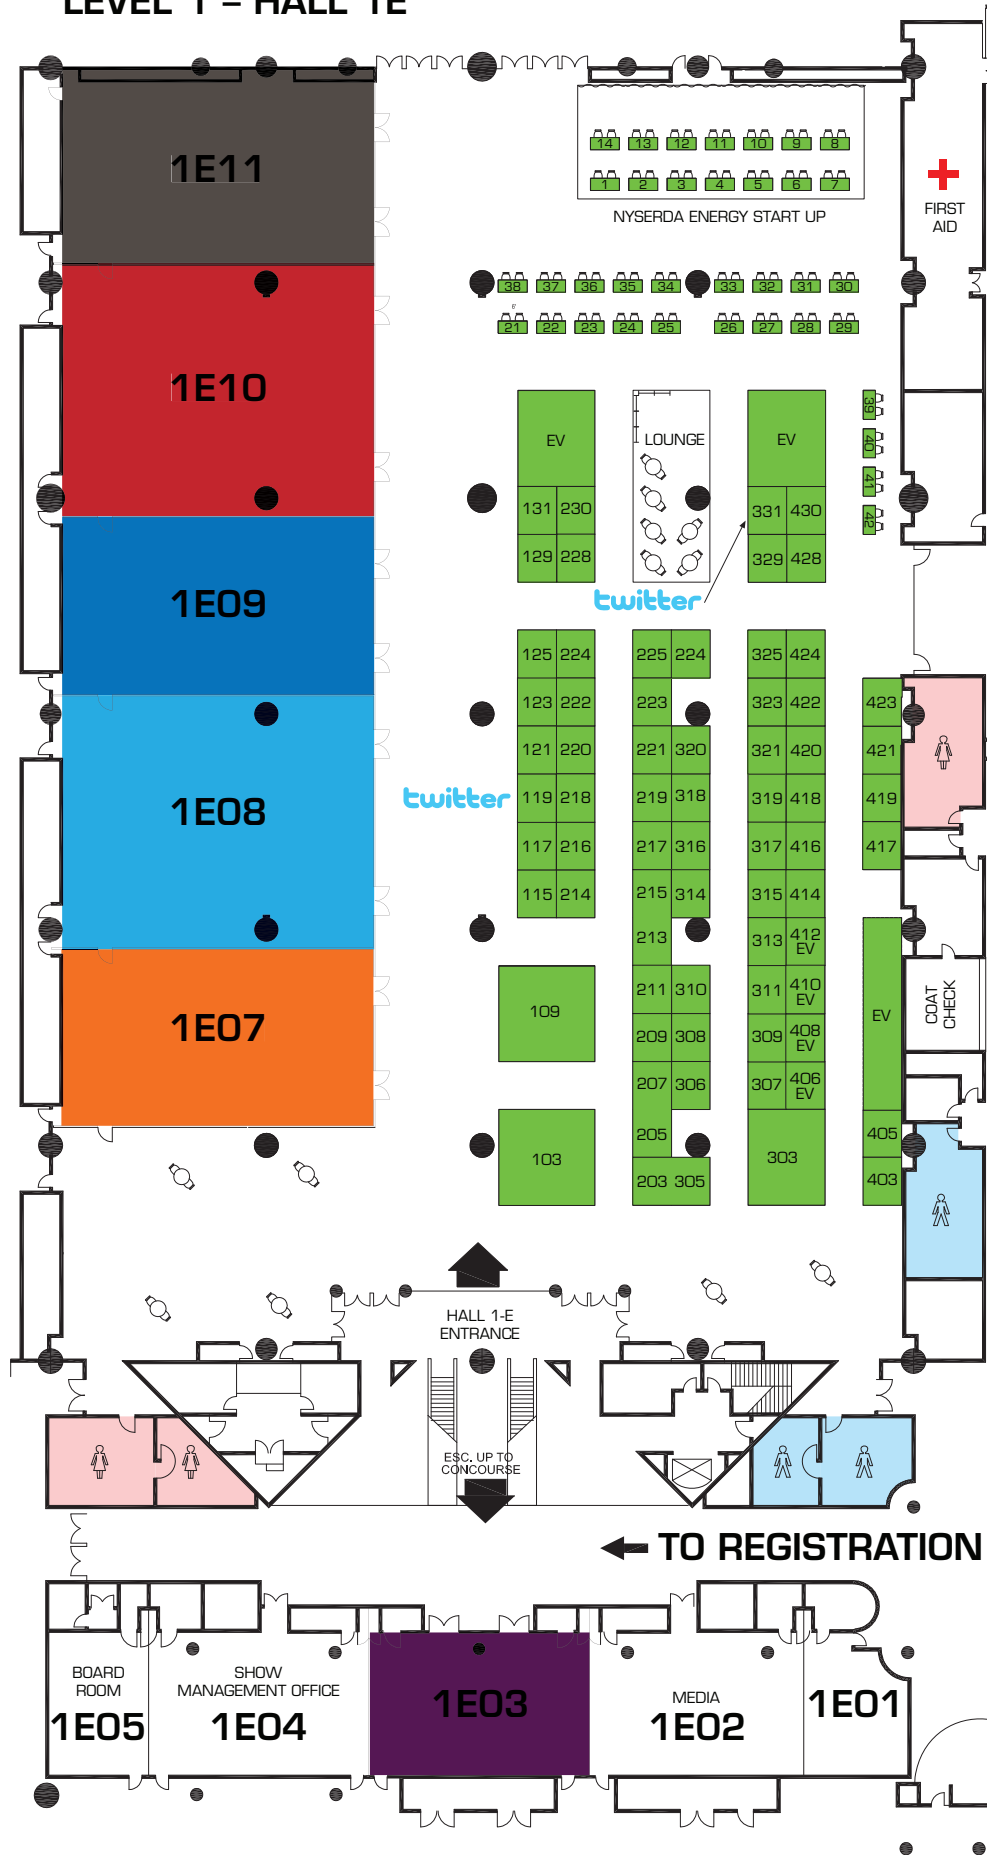 LEVEL 1 – HALL 1E
1E11
14 13 12 11 10 9 8
1 2 3 4 5 6 7
NYSERDA ENERGY START UP
FIRST
AID
38 37 36 35 34 33 32 31 30
21 22 23 24 25 26 27 28 29
1E10
EV
LOUNGE
EV
39
40
41
42
131 230
331 430
129 228
329 428
twitter
1E09
125 224 225 224 325 424
123 222 223 323 422 423
121 220 221 320 321 420 421
twitter
119 218 219 318 319 418 419
117 216 217 316 317 416 417
115 214 215 314 315 414
1E08
213 313 412
EV
109
211 310 311 410
EV
209 308 309 408
EV
207 306 307 406
EV
EV
COAT
CHECK
1E07
103
205
303
405
203 305
403
HALL 1-E
ENTRANCE
ESC. UP TO
CONCOURSE
TO REGISTRATION
BOARD
ROOM
1E05
SHOW
MANAGEMENT OFFICE
1E04
1E03
MEDIA
1E02
1E01